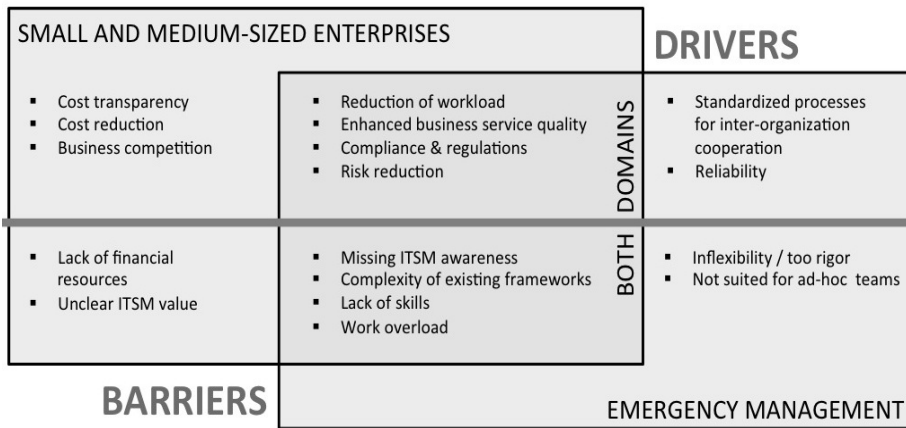 SMALL AND MEDIUM-SIZED ENTERPRISES
DRIVERS
▪ Cost transparency
▪ Cost reduction
▪ Business competition
▪ Reduction of workload
▪ Enhanced business service quality
▪ Compliance & regulations
▪ Risk reduction
▪ Standardized processes
for inter-organization
cooperation
▪ Reliability
BOTH DOMAINS
▪ Lack of financial
resources
▪ Unclear ITSM value
▪ Missing ITSM awareness
▪ Complexity of existing frameworks
▪ Lack of skills
▪ Work overload
▪ Inflexibility / too rigor
▪ Not suited for ad-hoc teams
BARRIERS
EMERGENCY MANAGEMENT